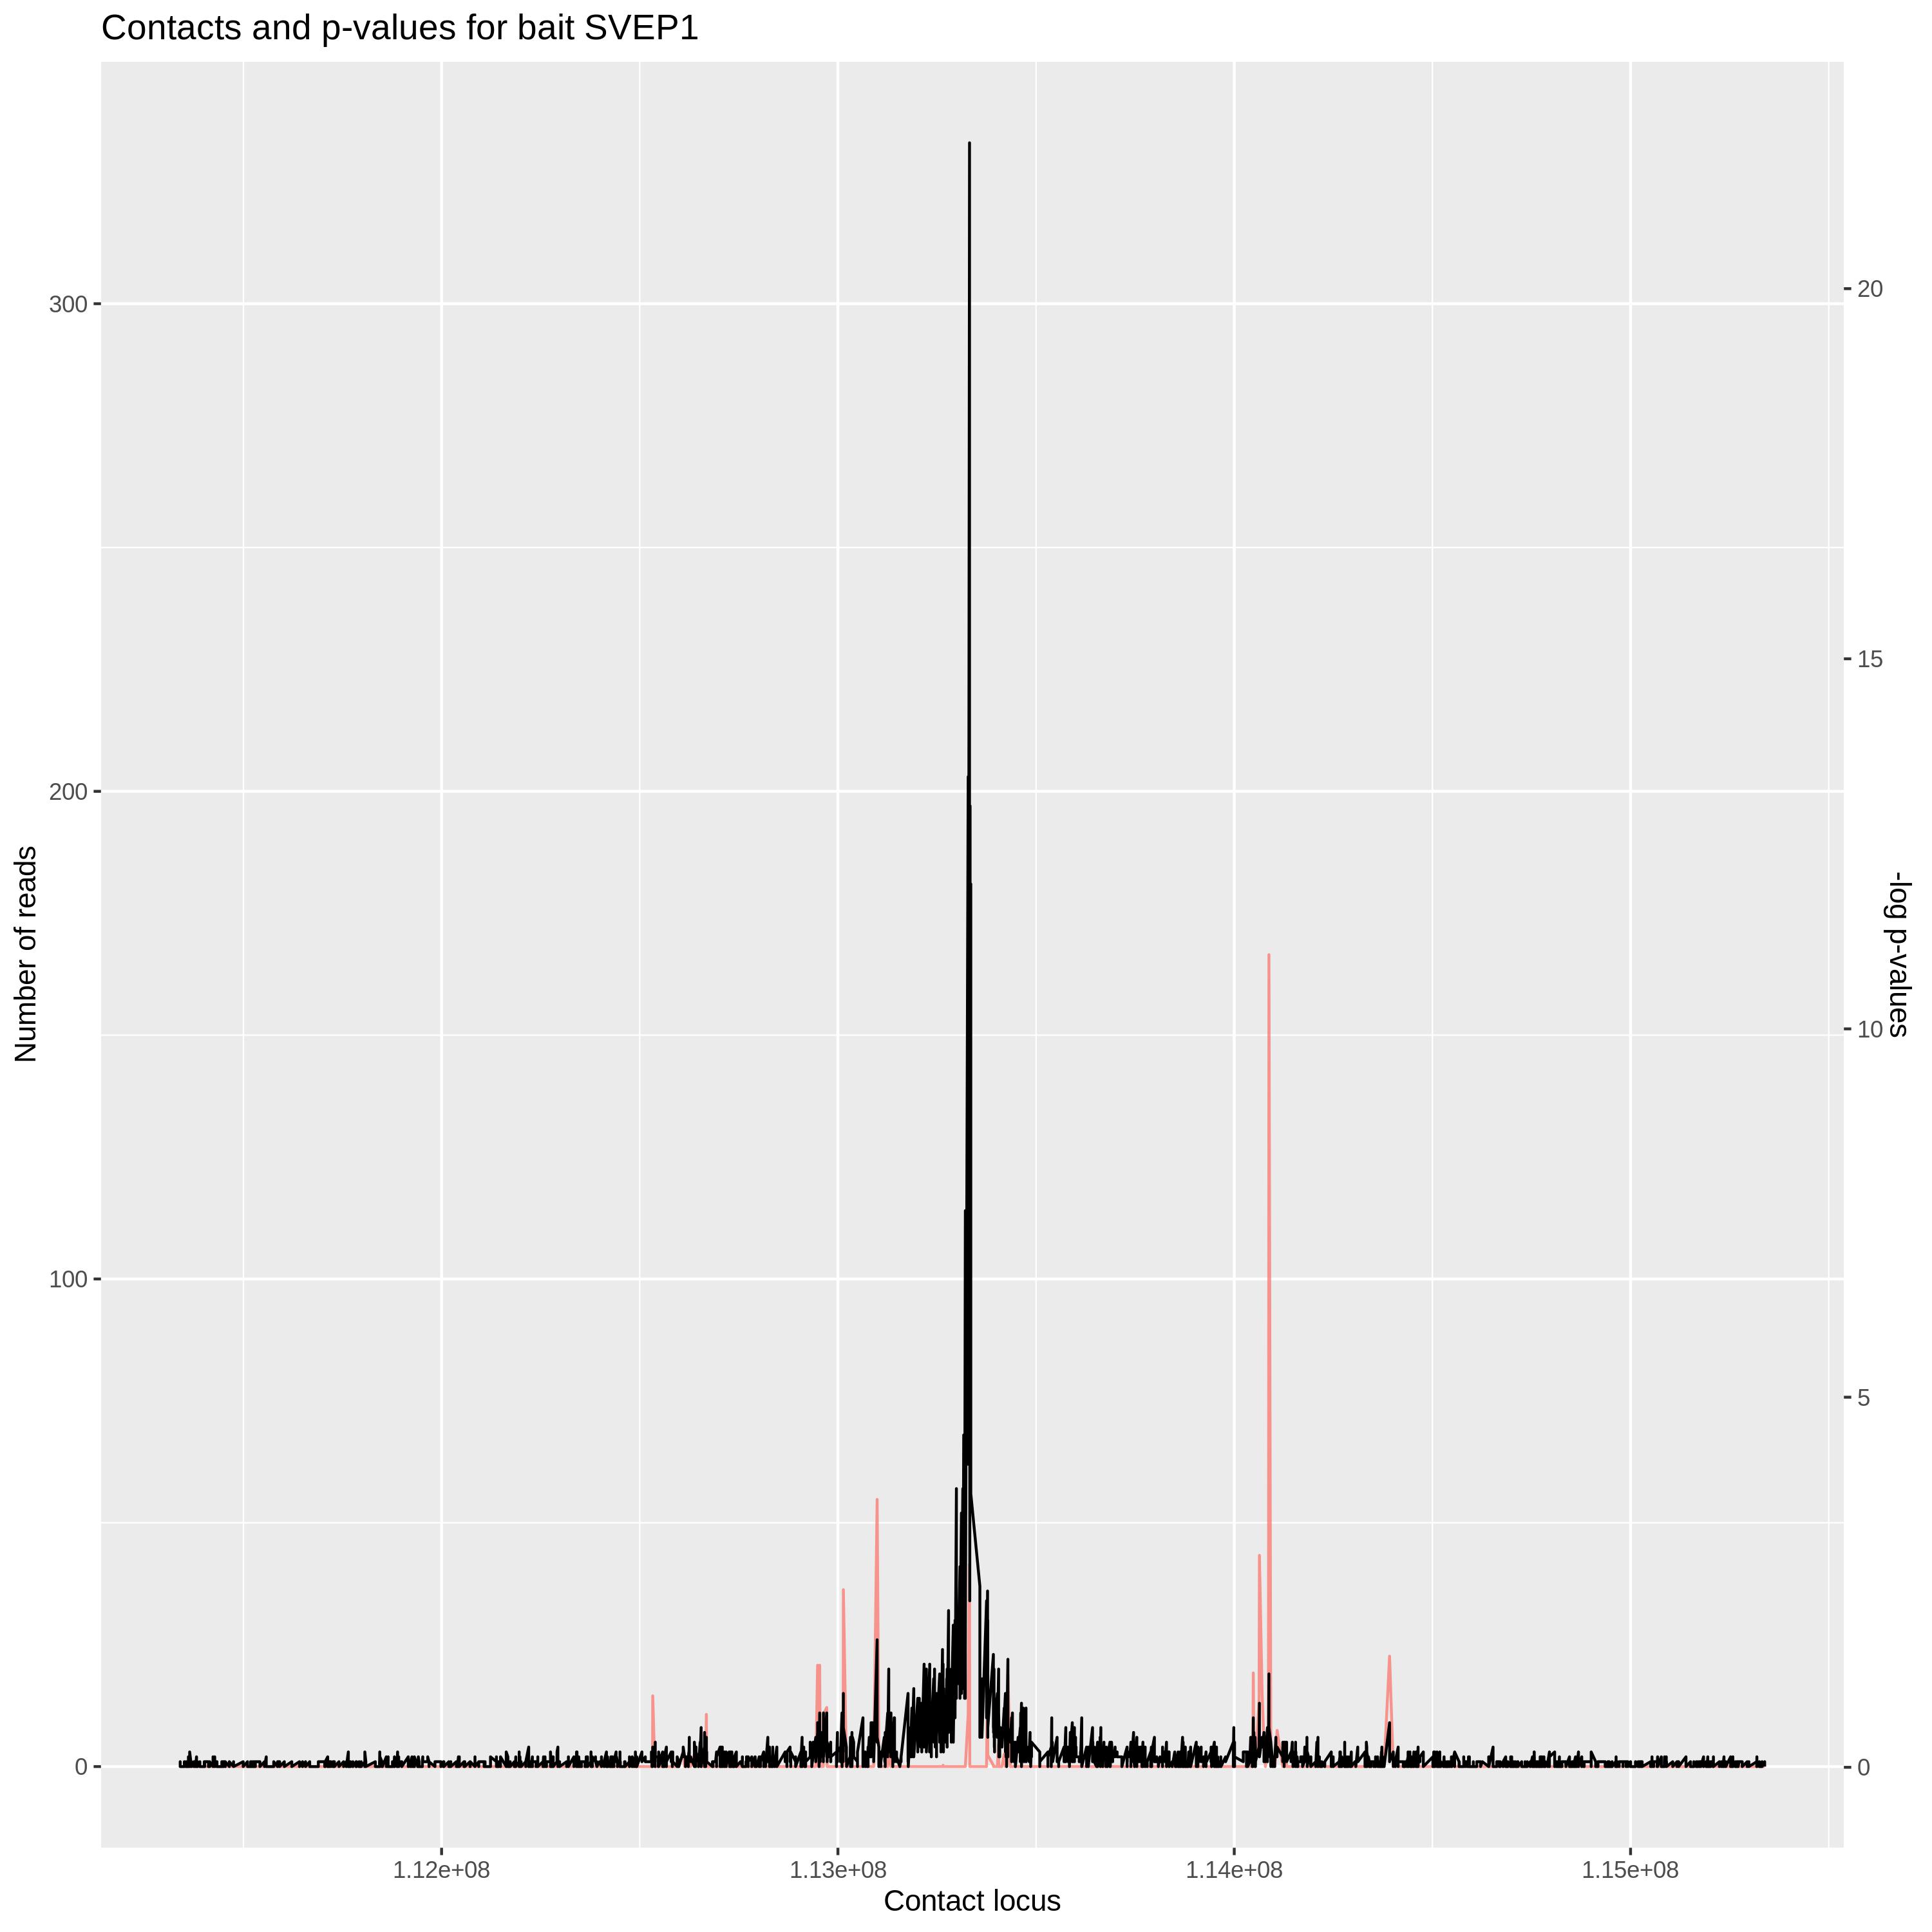 Contacts and p-values for bait SVEP1
300
200
100
0
Number of reads
20
15
10
5
0
-log p-values
1.12e+08
1.13e+08
1.14e+08
1.15e+08
Contact locus